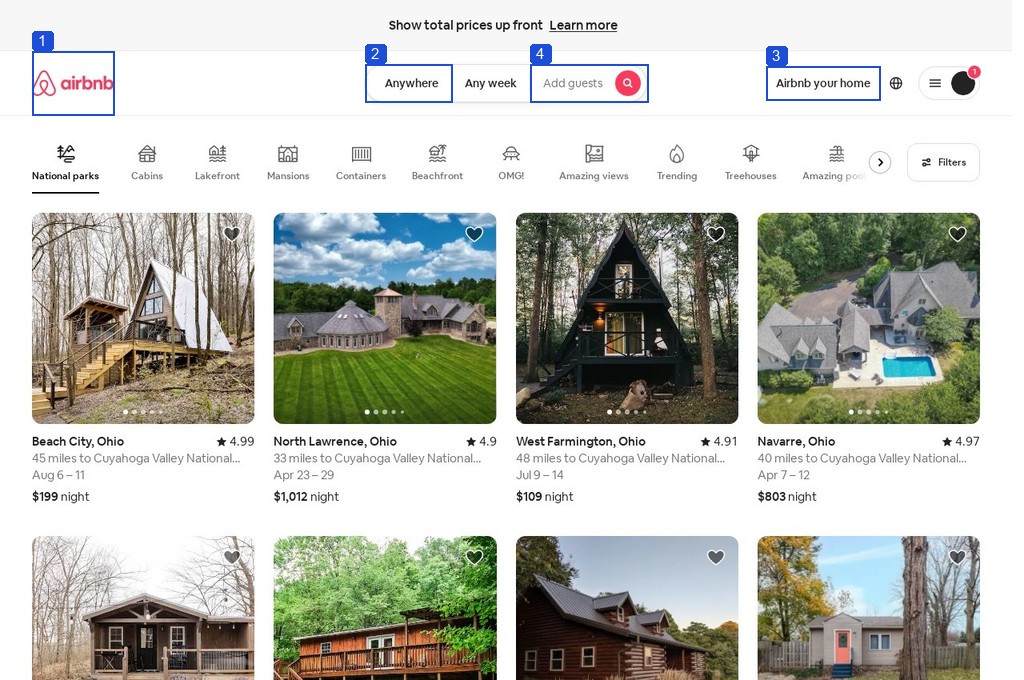 Show total prices up front Learn more
1
2
4
3
airbnb
Anywhere
Any week
Add guests
Airbnb your home
1
National parks
Cabins
Lakefront
Mansions
Containers
Beachfront
OMG!
Amazing views
Trending
Treehouses
Amazing
Filters
Beach City, Ohio
4.99
45 miles to Cuyahoga Valley National...
Aug 6 – 11
$199 night
North Lawrence, Ohio
4.9
33 miles to Cuyahoga Valley National...
Apr 23 – 29
$1,012 night
West Farmington, Ohio
4.91
48 miles to Cuyahoga Valley National...
Jul 9 – 14
$109 night
Navarre, Ohio
4.97
40 miles to Cuyahoga Valley National...
Apr 7 – 12
$803 night